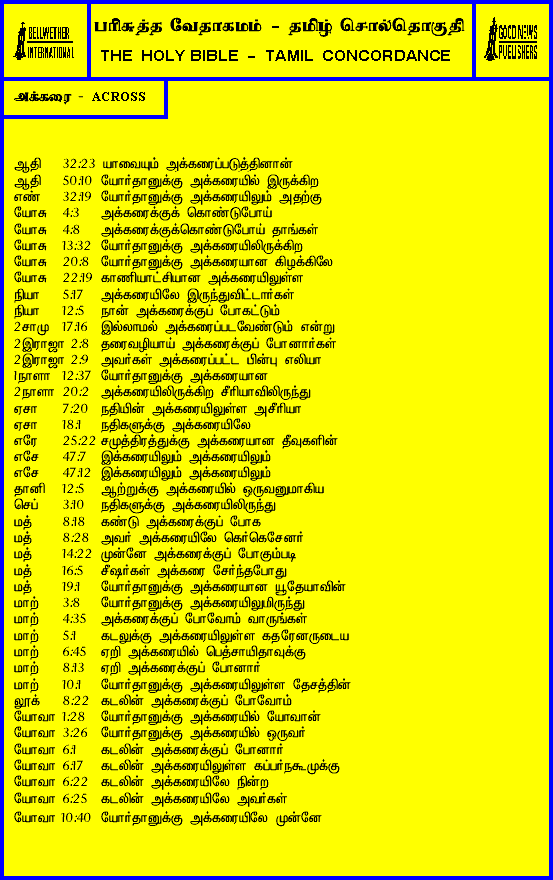 BELLWETHER
INTERNATIONAL
பரிசுத்த வேதாகமம் - தமிழ் சொல்தொகுதி
THE HOLY BIBLE - TAMIL CONCORDANCE
GOOD NEWS
PUBLISHERS
அக்கரை - ACROSS
ஆதி 32:23 யாவையும் அக்கரைப்படுத்தினான்
ஆதி 50:10 யோர்தானுக்கு அக்கரையில் இருக்கிற
எண் 32:19 யோர்தானுக்கு அக்கரையிலும் அதற்கு
யோசு 4:3 அக்கரைக்குக் கொண்டுபோய்
யோசு 4:8 அக்கரைக்குக்கொண்டுபோய் தாங்கள்
யோசு 13:32 யோர்தானுக்கு அக்கரையிலிருக்கிற
யோசு 20:8 யோர்தானுக்கு அக்கரையான கிழக்கிலே
யோசு 22:19 காணியாட்சியான அக்கரையிலுள்ள
நியா 5:17 அக்கரையிலே இருந்துவிட்டார்கள்
நியா 12:5 நான் அக்கரைக்குப் போகட்டும்
2சாமு 17:16 இல்லாமல் அக்கரைப்படவேண்டும் என்று
2இராஜா 2:8 தரைவழியாய் அக்கரைக்குப் போனார்கள்
2இராஜா 2:9 அவர்கள் அக்கரைப்பட்ட பின்பு எலியா
1நாளா 12:37 யோர்தானுக்கு அக்கரையான
2நாளா 20:2 அக்கரையிலிருக்கிற சீரியாவிலிருந்து
ஏசா 7:20 நதியின் அக்கரையிலுள்ள அசீரியா
ஏசா 18:1 நதிகளுக்கு அக்கரையிலே
எரே 25:22 சமுத்திரத்துக்கு அக்கரையான தீவுகளின்
எசே 47:7 இக்கரையிலும் அக்கரையிலும்
எசே 47:12 இக்கரையிலும் அக்கரையிலும்
தானி 12:5 ஆற்றுக்கு அக்கரையில் ஒருவனுமாகிய
செப் 3:10 நதிகளுக்கு அக்கரையிலிருந்து
மத் 8:18 கண்டு அக்கரைக்குப் போக
மத் 8:28 அவர் அக்கரையிலே கெர்கெசேனர்
மத் 14:22 முன்னே அக்கரைக்குப் போகும்படி
மத் 16:5 சீஷர்கள் அக்கரை சேர்ந்தபோது
மத் 19:1 யோர்தானுக்கு அக்கரையான யூதேயாவின்
மாற் 3:8 யோர்தானுக்கு அக்கரையிலுமிருந்து
மாற் 4:35 அக்கரைக்குப் போவோம் வாருங்கள்
மாற் 5:1 கடலுக்கு அக்கரையிலுள்ள கதரேனருடைய
மாற் 6:45 ஏறி அக்கரையில் பெத்சாயிதாவுக்கு
மாற் 8:13 ஏறி அக்கரைக்குப் போனார்
மாற் 10:1 யோர்தானுக்கு அக்கரையிலுள்ள தேசத்தின்
லூக் 8:22 கடலின் அக்கரைக்குப் போவோம்
யோவா 1:28 யோர்தானுக்கு அக்கரையில் யோவான்
யோவா 3:26 யோர்தானுக்கு அக்கரையில் ஒருவர்
யோவா 6:1 கடலின் அக்கரைக்குப் போனார்
யோவா 6:17 கடலின் அக்கரையிலுள்ள கப்பர்நகூமுக்கு
யோவா 6:22 கடலின் அக்கரையிலே நின்ற
யோவா 6:25 கடலின் அக்கரையிலே அவர்கள்
யோவா 10:40 யோர்தானுக்கு அக்கரையிலே முன்னே